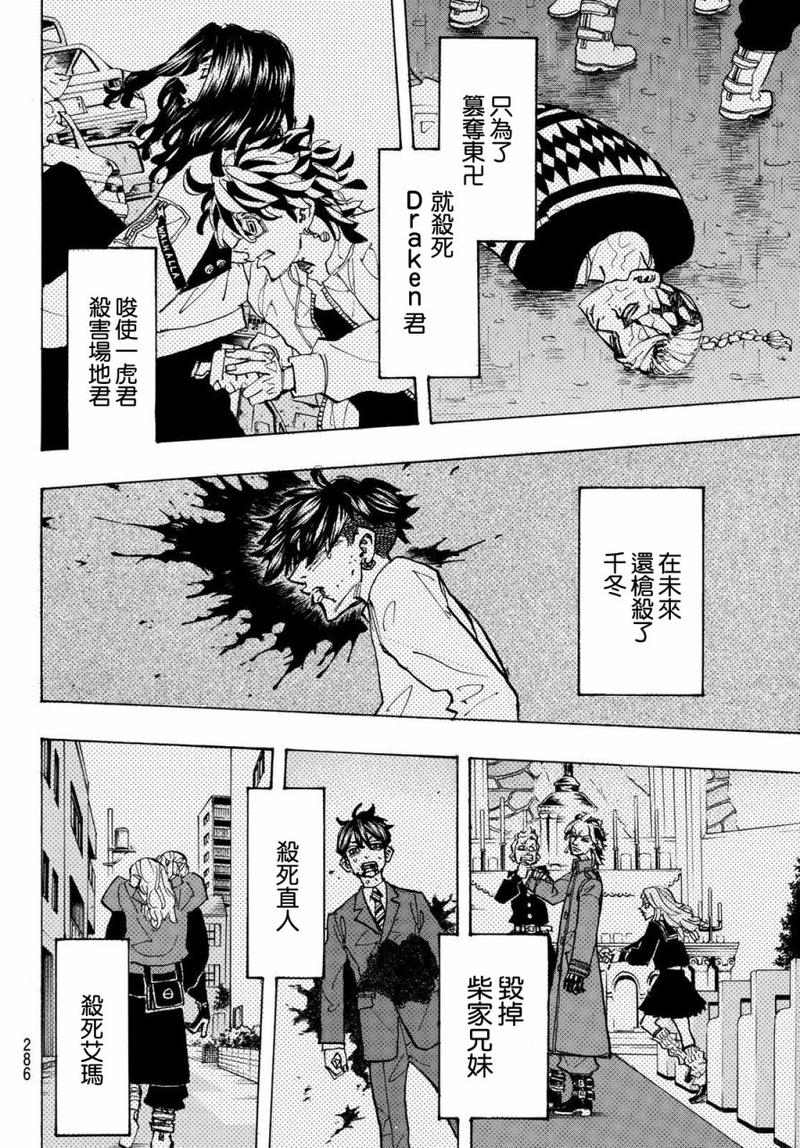 只為了
篡奪東卍
就殺死
Draken君
唆使一虎君
殺害場地君
WALHALLA
在未來
還槍殺了
千冬
毀掉
柴家兄妹
殺死直人
殺死艾瑪
286